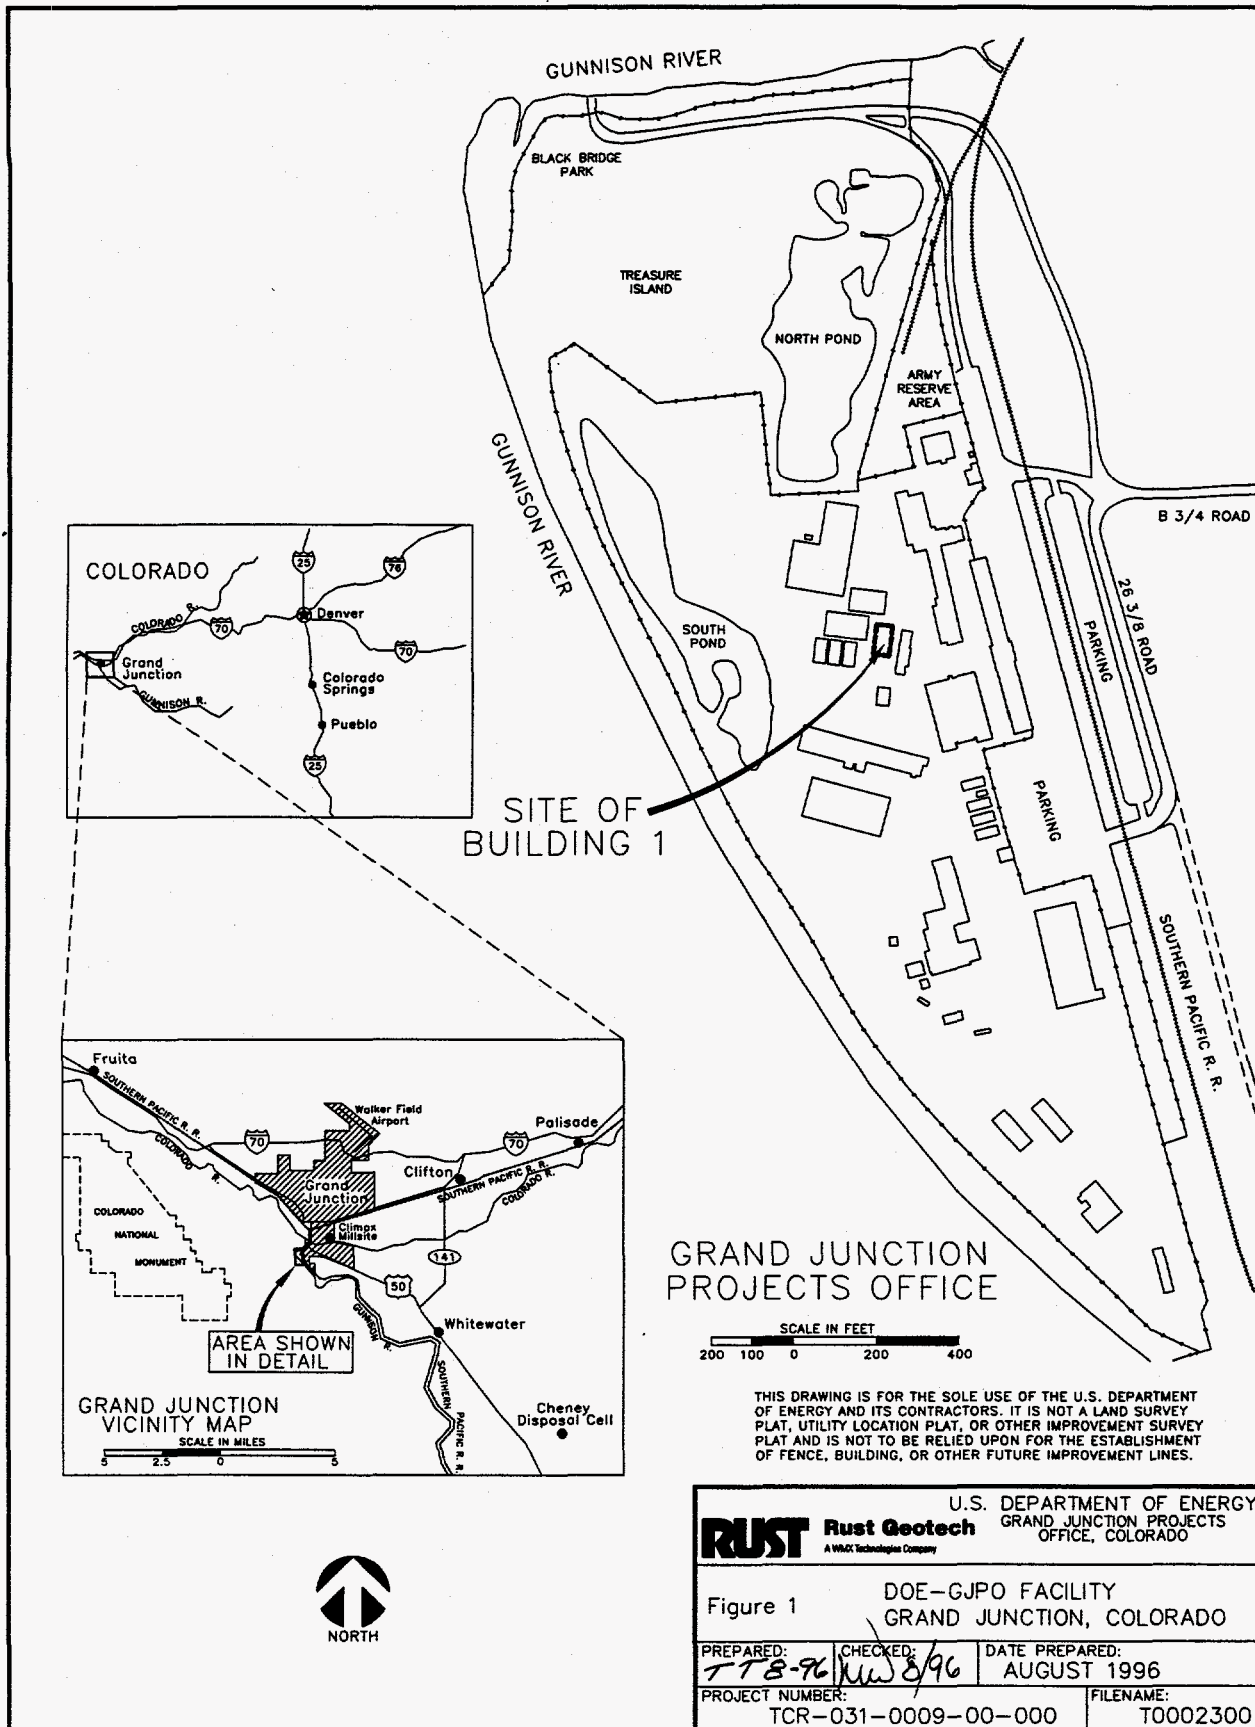 GUNNISON RIVER
BLACK BRIDGE
PARK
TREASURE
ISLAND
NORTH POND
ARMY
RESERVE
AREA
GUNNISON RIVER
B 3/4 ROAD
26 3/8 ROAD
PARKING
SOUTH
POND
PARKING
SITE OF
BUILDING 1
SOUTHERN PACIFIC R. R.
COLORADO
25
76
COLORADO R.
70
Denver
70
Grand
Junction
GUNNISON R.
Colorado
Springs
Pueblo
25
Fruita
SOUTHERN PACIFIC R. R.
Walker Field
Airport
COLORADO R.
70
70
Palisade
Clifton
SOUTHERN PACIFIC R. R.
COLORADO R.
Grand
Junction
COLORADO
NATIONAL
MONUMENT
Climax
Millsite
141
50
GUNNISON R.
Whitewater
AREA SHOWN
IN DETAIL
SOUTHERN PACIFIC R. R.
Cheney
Disposal Cell
GRAND JUNCTION
VICINITY MAP
SCALE IN MILES
5 2.5 0 5
GRAND JUNCTION
PROJECTS OFFICE
SCALE IN FEET
200 100 0 200 400
THIS DRAWING IS FOR THE SOLE USE OF THE U.S. DEPARTMENT
OF ENERGY AND ITS CONTRACTORS. IT IS NOT A LAND SURVEY
PLAT, UTILITY LOCATION PLAT, OR OTHER IMPROVEMENT SURVEY
PLAT AND IS NOT TO BE RELIED UPON FOR THE ESTABLISHMENT
OF FENCE, BUILDING, OR OTHER FUTURE IMPROVEMENT LINES.
NORTH
RUST Rust Geotech
A WMX Technologies Company
U.S. DEPARTMENT OF ENERGY
GRAND JUNCTION PROJECTS
OFFICE, COLORADO
Figure 1
DOE-GJPO FACILITY
GRAND JUNCTION, COLORADO
PREPARED:
TT 8-96
CHECKED:
8/96
DATE PREPARED:
AUGUST 1996
PROJECT NUMBER:
TCR-031-0009-00-000
FILENAME:
T0002300